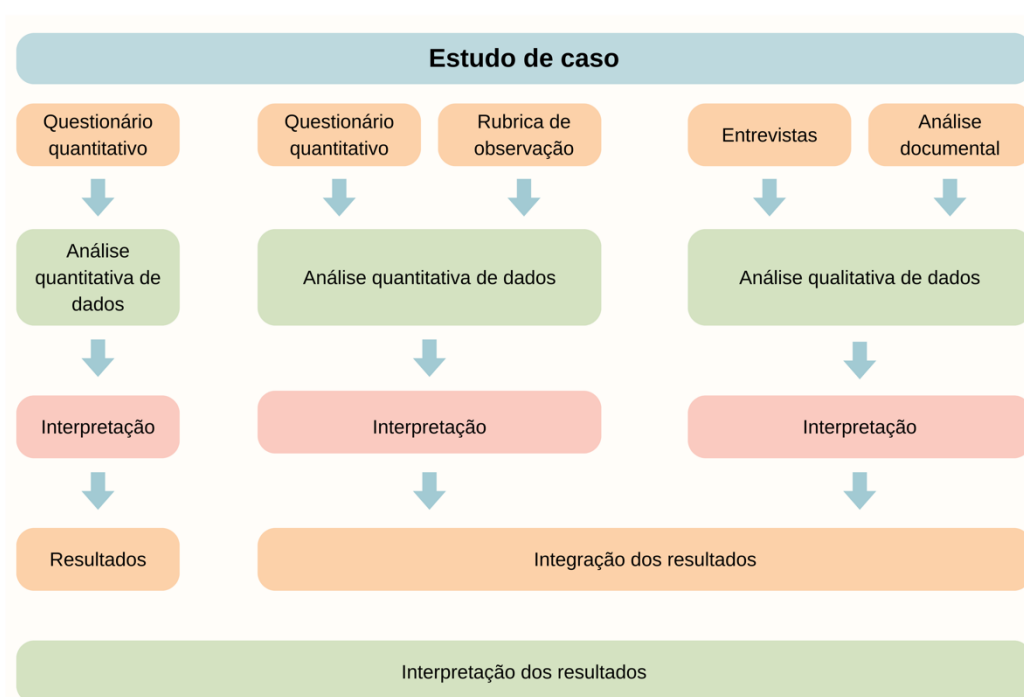 Estudo de caso
Questionário
quantitativo
Questionário
quantitativo
Rubrica de
observação
Entrevistas
Análise
documental
Análise
quantitativa de
dados
Análise quantitativa de dados
Análise qualitativa de dados
Interpretação
Interpretação
Interpretação
Resultados
Integração dos resultados
Interpretação dos resultados